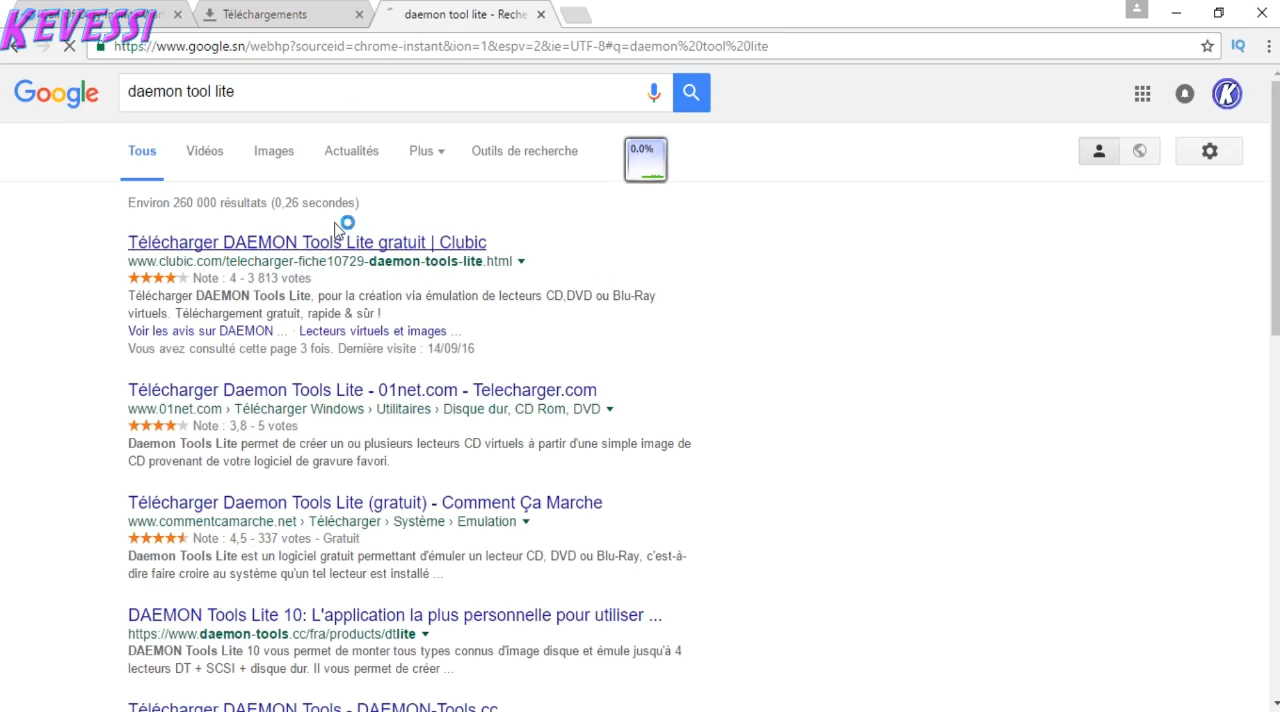 KEVESSI
Téléchargements
daemon tool lite - Reche
https://www.google.sn/webhp?sourceid=chrome-instant&ion=1&espv=2&ie=UTF-8#q=daemon%20tool%20lite
IQ
Google
daemon tool lite
K
Tous
Vidéos
Images
Actualités
Plus
Outils de recherche
0.0%
Environ 260 000 résultats (0,26 secondes)
Télécharger DAEMON Tools Lite gratuit | Clubic
www.clubic.com/telecharger-fiche10729-daemon-tools-lite.html
Note : 4 - 3 813 votes
Télécharger DAEMON Tools Lite, pour la création via émulation de lecteurs CD,DVD ou Blu-Ray
virtuels. Téléchargement gratuit, rapide & sûr !
Voir les avis sur DAEMON ... · Lecteurs virtuels et images ...
Vous avez consulté cette page 3 fois. Dernière visite : 14/09/16
Télécharger Daemon Tools Lite - 01net.com - Telecharger.com
www.01net.com › Télécharger Windows › Utilitaires › Disque dur, CD Rom, DVD
Note : 3,8 - 5 votes
Daemon Tools Lite permet de créer un ou plusieurs lecteurs CD virtuels à partir d'une simple image de
CD provenant de votre logiciel de gravure favori.
Télécharger Daemon Tools Lite (gratuit) - Comment Ça Marche
www.commentcamarche.net › Télécharger › Système › Emulation
Note : 4,5 - 337 votes - Gratuit
Daemon Tools Lite est un logiciel gratuit permettant d'émuler un lecteur CD, DVD ou Blu-Ray, c'est-à-
dire faire croire au système qu'un tel lecteur est installé ...
DAEMON Tools Lite 10: L'application la plus personnelle pour utiliser ...
https://www.daemon-tools.cc/fra/products/dtlite
DAEMON Tools Lite 10 vous permet de monter tous types connus d'image disque et émule jusqu'à 4
lecteurs DT + SCSI + disque dur. Il vous permet de créer ...
Télécharger DAEMON Tools - DAEMON-Tools.cc